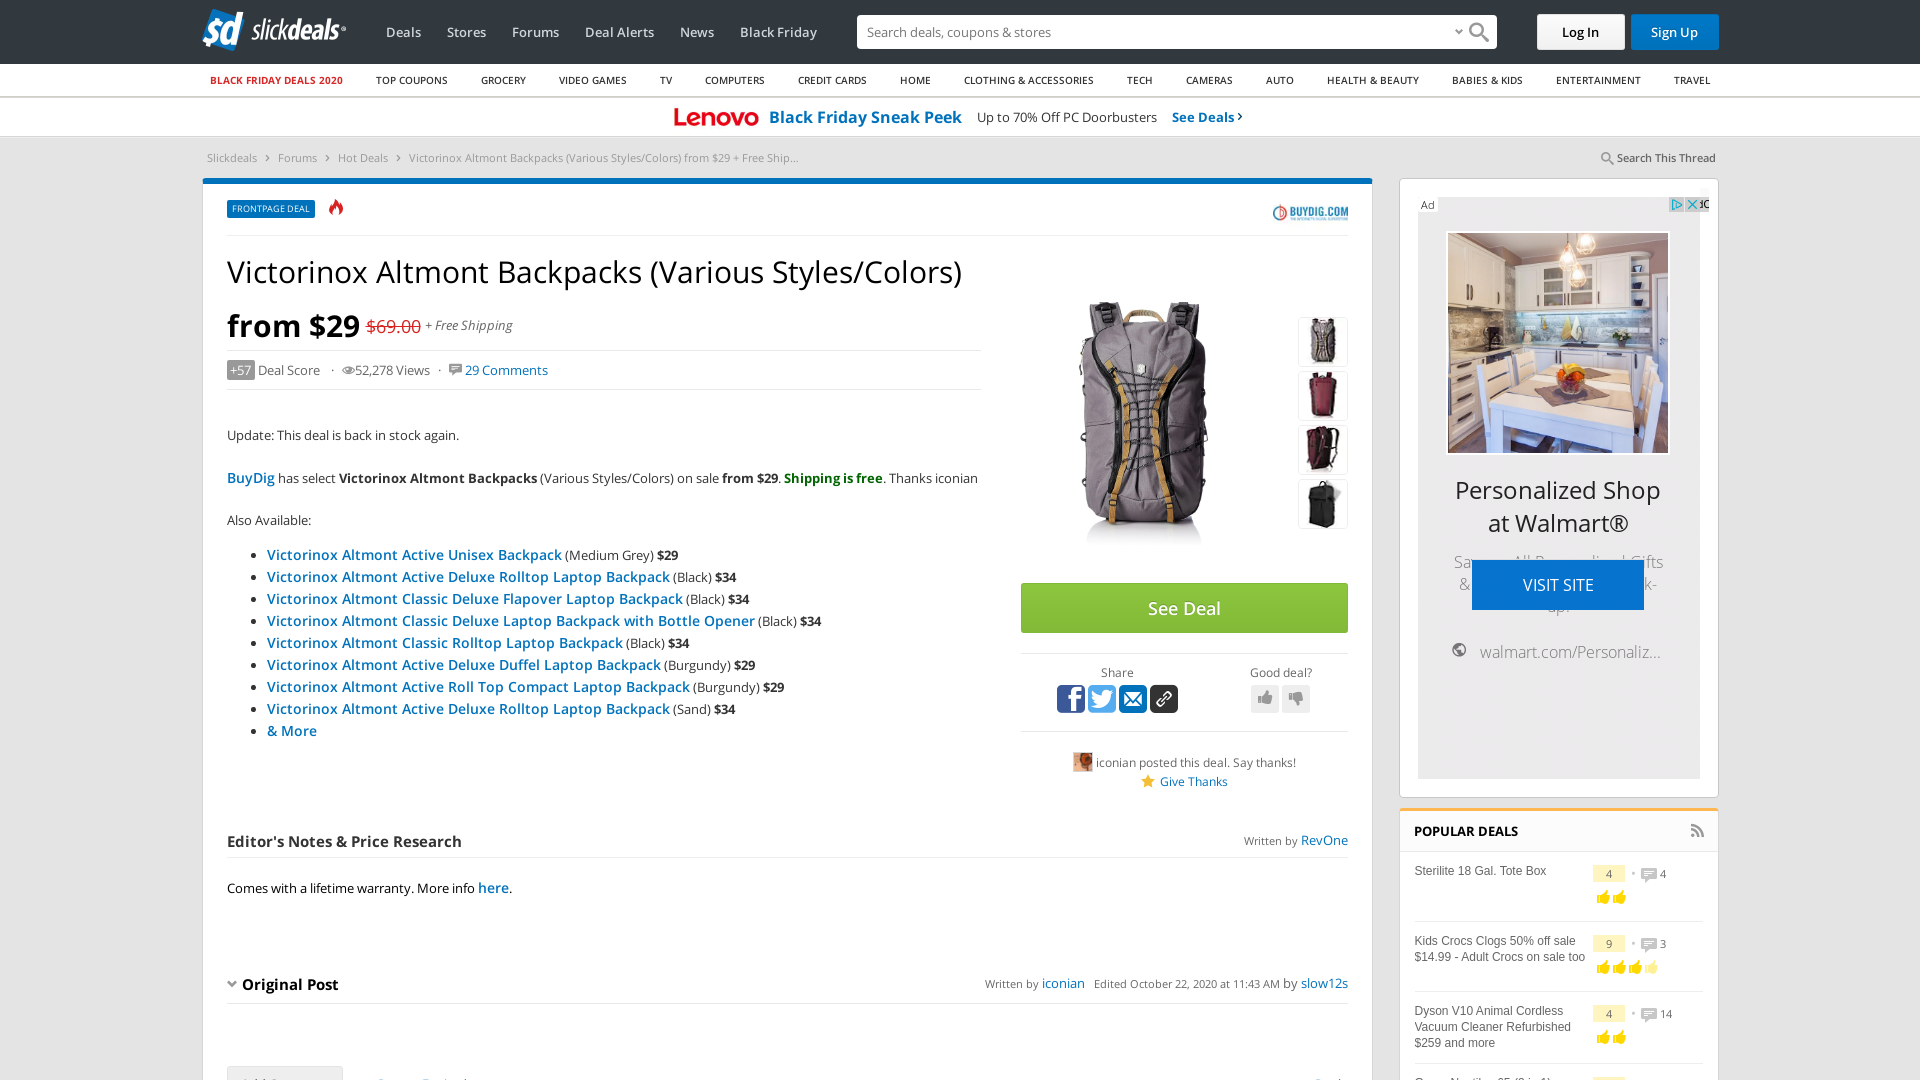 slickdeals
Deals
Stores
Forums
Deal Alerts
News
Black Friday
Search deals, coupons & stores
Log In
Sign Up
BLACK FRIDAY DEALS 2020
TOP COUPONS
GROCERY
VIDEO GAMES
TV
COMPUTERS
CREDIT CARDS
HOME
CLOTHING & ACCESSORIES
TECH
CAMERAS
AUTO
HEALTH & BEAUTY
BABIES & KIDS
ENTERTAINMENT
TRAVEL
Lenovo Black Friday Sneak Peek Up to 70% Off PC Doorbusters See Deals ›
Slickdeals › Forums › Hot Deals › Victorinox Altmont Backpacks (Various Styles/Colors) from $29 + Free Ship...
Search This Thread
FRONTPAGE DEAL
BUYDIG.COM
Victorinox Altmont Backpacks (Various Styles/Colors)
from $29 $69.00 + Free Shipping
+57 Deal Score · 52,278 Views · 29 Comments
Update: This deal is back in stock again.
BuyDig has select Victorinox Altmont Backpacks (Various Styles/Colors) on sale from $29. Shipping is free. Thanks iconian
Also Available:
• Victorinox Altmont Active Unisex Backpack (Medium Grey) $29
• Victorinox Altmont Active Deluxe Rolltop Laptop Backpack (Black) $34
• Victorinox Altmont Classic Deluxe Flapover Laptop Backpack (Black) $34
• Victorinox Altmont Classic Deluxe Laptop Backpack with Bottle Opener (Black) $34
• Victorinox Altmont Classic Rolltop Laptop Backpack (Black) $34
• Victorinox Altmont Active Deluxe Duffel Laptop Backpack (Burgundy) $29
• Victorinox Altmont Active Roll Top Compact Laptop Backpack (Burgundy) $29
• Victorinox Altmont Active Deluxe Rolltop Laptop Backpack (Sand) $34
• & More
See Deal
Share
Good deal?
iconian posted this deal. Say thanks!
Give Thanks
Editor's Notes & Price Research
Written by RevOne
Comes with a lifetime warranty. More info here.
Original Post
Written by iconian Edited October 22, 2020 at 11:43 AM by slow12s
Ad
Personalized Shop
at Walmart®
VISIT SITE
walmart.com/Personaliz...
POPULAR DEALS
Sterilite 18 Gal. Tote Box
4 • 4
Kids Crocs Clogs 50% off sale
$14.99 - Adult Crocs on sale too
9 • 3
Dyson V10 Animal Cordless
Vacuum Cleaner Refurbished
$259 and more
4 • 14